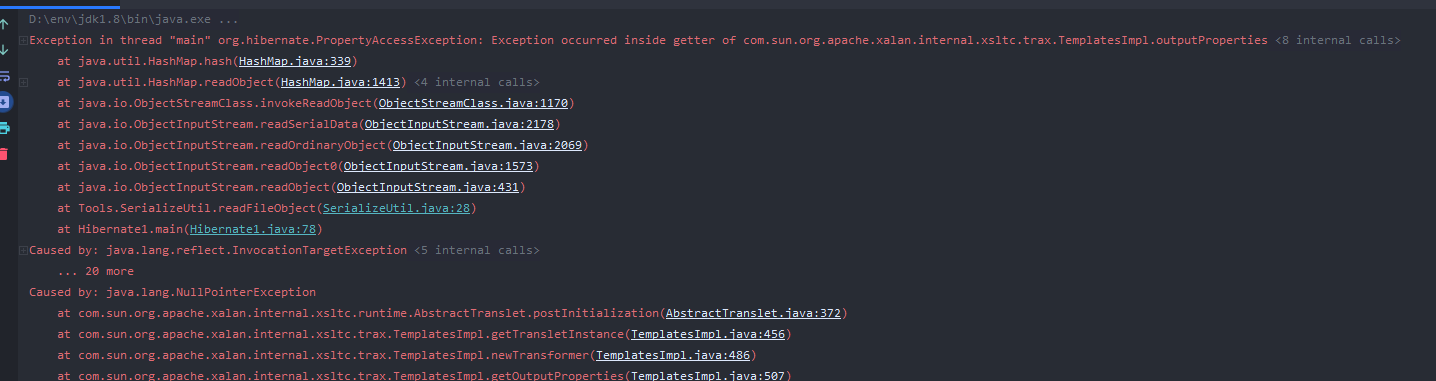 D:\env\jdk1.8\bin\java.exe ...
Exception in thread "main" org.hibernate.PropertyAccessException: Exception occurred inside getter of com.sun.org.apache.xalan.internal.xsltc.trax.TemplatesImpl.outputProperties <8 internal calls>
at java.util.HashMap.hash(HashMap.java:339)
at java.util.HashMap.readObject(HashMap.java:1413) <4 internal calls>
at java.io.ObjectStreamClass.invokeReadObject(ObjectStreamClass.java:1170)
at java.io.ObjectInputStream.readSerialData(ObjectInputStream.java:2178)
at java.io.ObjectInputStream.readOrdinaryObject(ObjectInputStream.java:2069)
at java.io.ObjectInputStream.readObject0(ObjectInputStream.java:1573)
at java.io.ObjectInputStream.readObject(ObjectInputStream.java:431)
at Tools.SerializeUtil.readFileObject(SerializeUtil.java:28)
at Hibernate1.main(Hibernate1.java:78)
Caused by: java.lang.reflect.InvocationTargetException <5 internal calls>
... 20 more
Caused by: java.lang.NullPointerException
at com.sun.org.apache.xalan.internal.xsltc.runtime.AbstractTranslet.postInitialization(AbstractTranslet.java:372)
at com.sun.org.apache.xalan.internal.xsltc.trax.TemplatesImpl.getTransletInstance(TemplatesImpl.java:456)
at com.sun.org.apache.xalan.internal.xsltc.trax.TemplatesImpl.newTransformer(TemplatesImpl.java:486)
at com.sun.org.apache.xalan.internal.xsltc.trax.TemplatesImpl.getOutputProperties(TemplatesImpl.java:507)